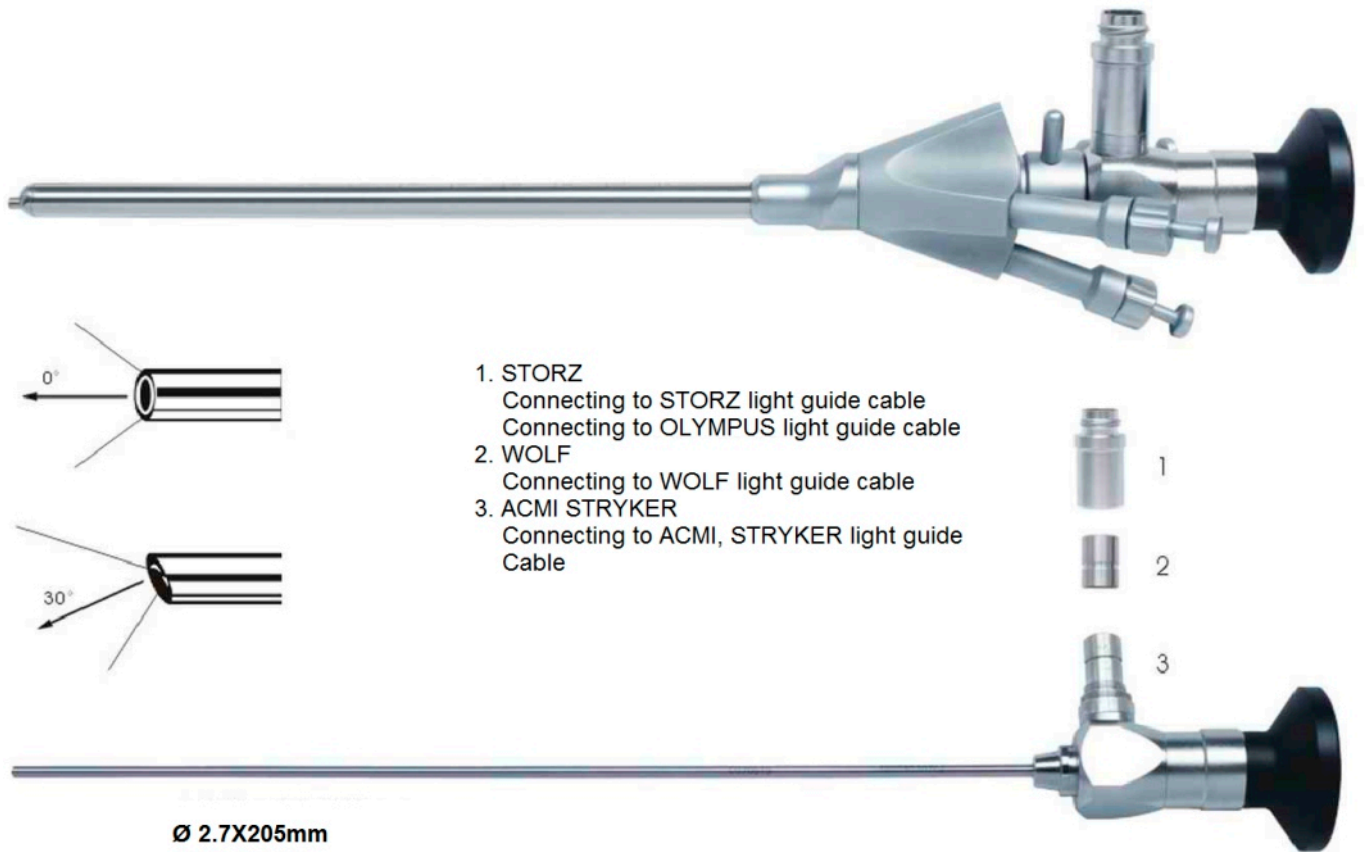 0°
1. STORZ
Connecting to STORZ light guide cable
Connecting to OLYMPUS light guide cable
2. WOLF
Connecting to WOLF light guide cable
3. ACMI STRYKER
Connecting to ACMI, STRYKER light guide
Cable
30°
1
2
3
Ø 2.7X205mm